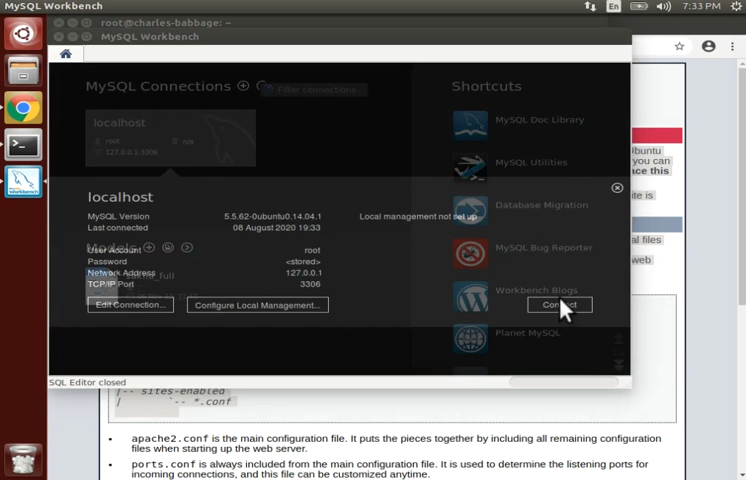 MySQL Workbench
En
7:33 PM
root@charles-babbage: ~
MySQL Workbench
MySQL Connections
Filter connections
Shortcuts
localhost
root
n/a
127.0.0.1:3306
MySQL Doc Library
MySQL Utilities
Database Migration
MySQL Bug Reporter
Workbench Blogs
Planet MySQL
localhost
MySQL Version 5.5.62-0ubuntu0.14.04.1 Local management not set up
Last connected 08 August 2020 19:33
Models
User Account root
Password <stored>
Network Address 127.0.0.1
TCP/IP Port 3306
Edit Connection...
Configure Local Management...
Connect
SQL Editor closed
Ubuntu
you can
ace this
ite is
al files
web
|-- sites-enabled
| `-- *.conf
apache2.conf is the main configuration file. It puts the pieces together by including all remaining configuration
files when starting up the web server.
ports.conf is always included from the main configuration file. It is used to determine the listening ports for
incoming connections, and this file can be customized anytime.
MySQL
Workbench